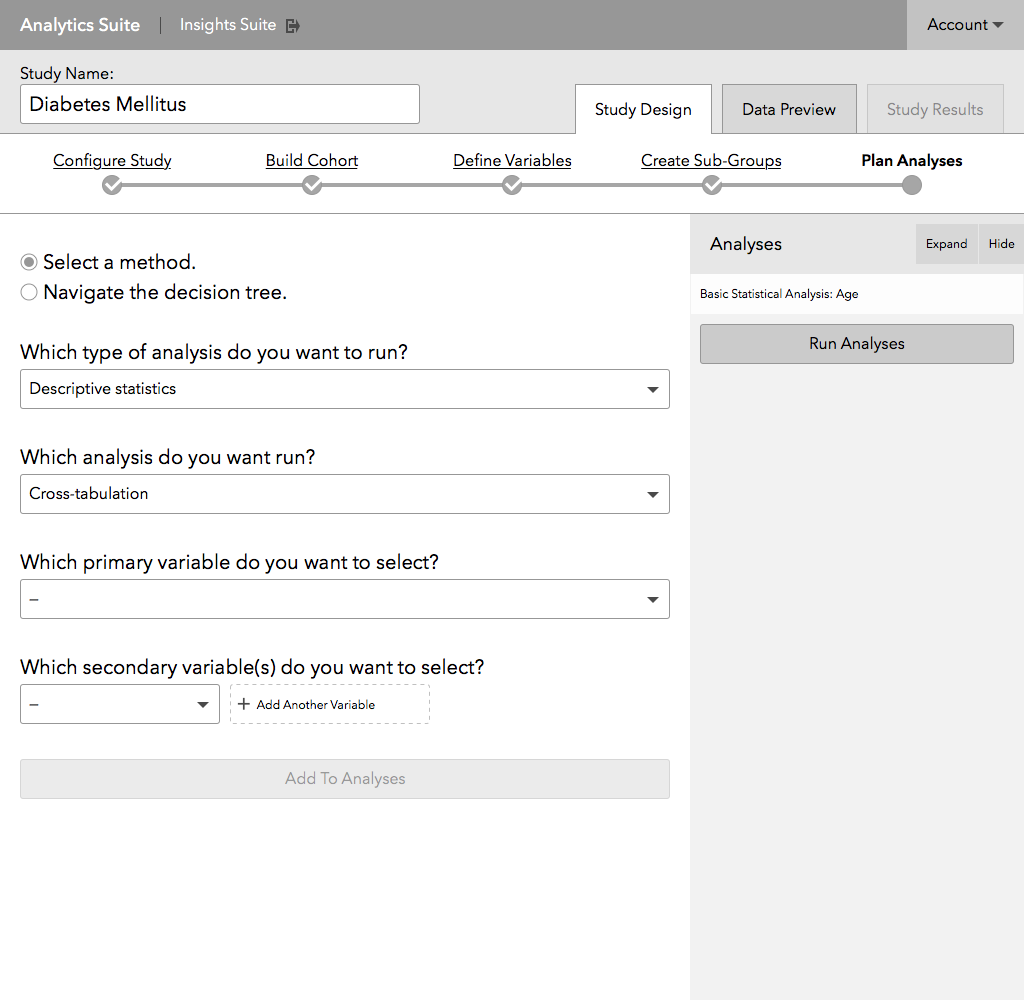 Analytics Suite | Insights Suite
Account
Study Name:
Diabetes Mellitus
Study Design
Data Preview
Study Results
Configure Study
Build Cohort
Define Variables
Create Sub-Groups
Plan Analyses
Select a method.
Navigate the decision tree.
Which type of analysis do you want to run?
Descriptive statistics
Which analysis do you want run?
Cross-tabulation
Which primary variable do you want to select?
–
Which secondary variable(s) do you want to select?
–
+ Add Another Variable
Add To Analyses
Analyses
Expand
Hide
Basic Statistical Analysis: Age
Run Analyses